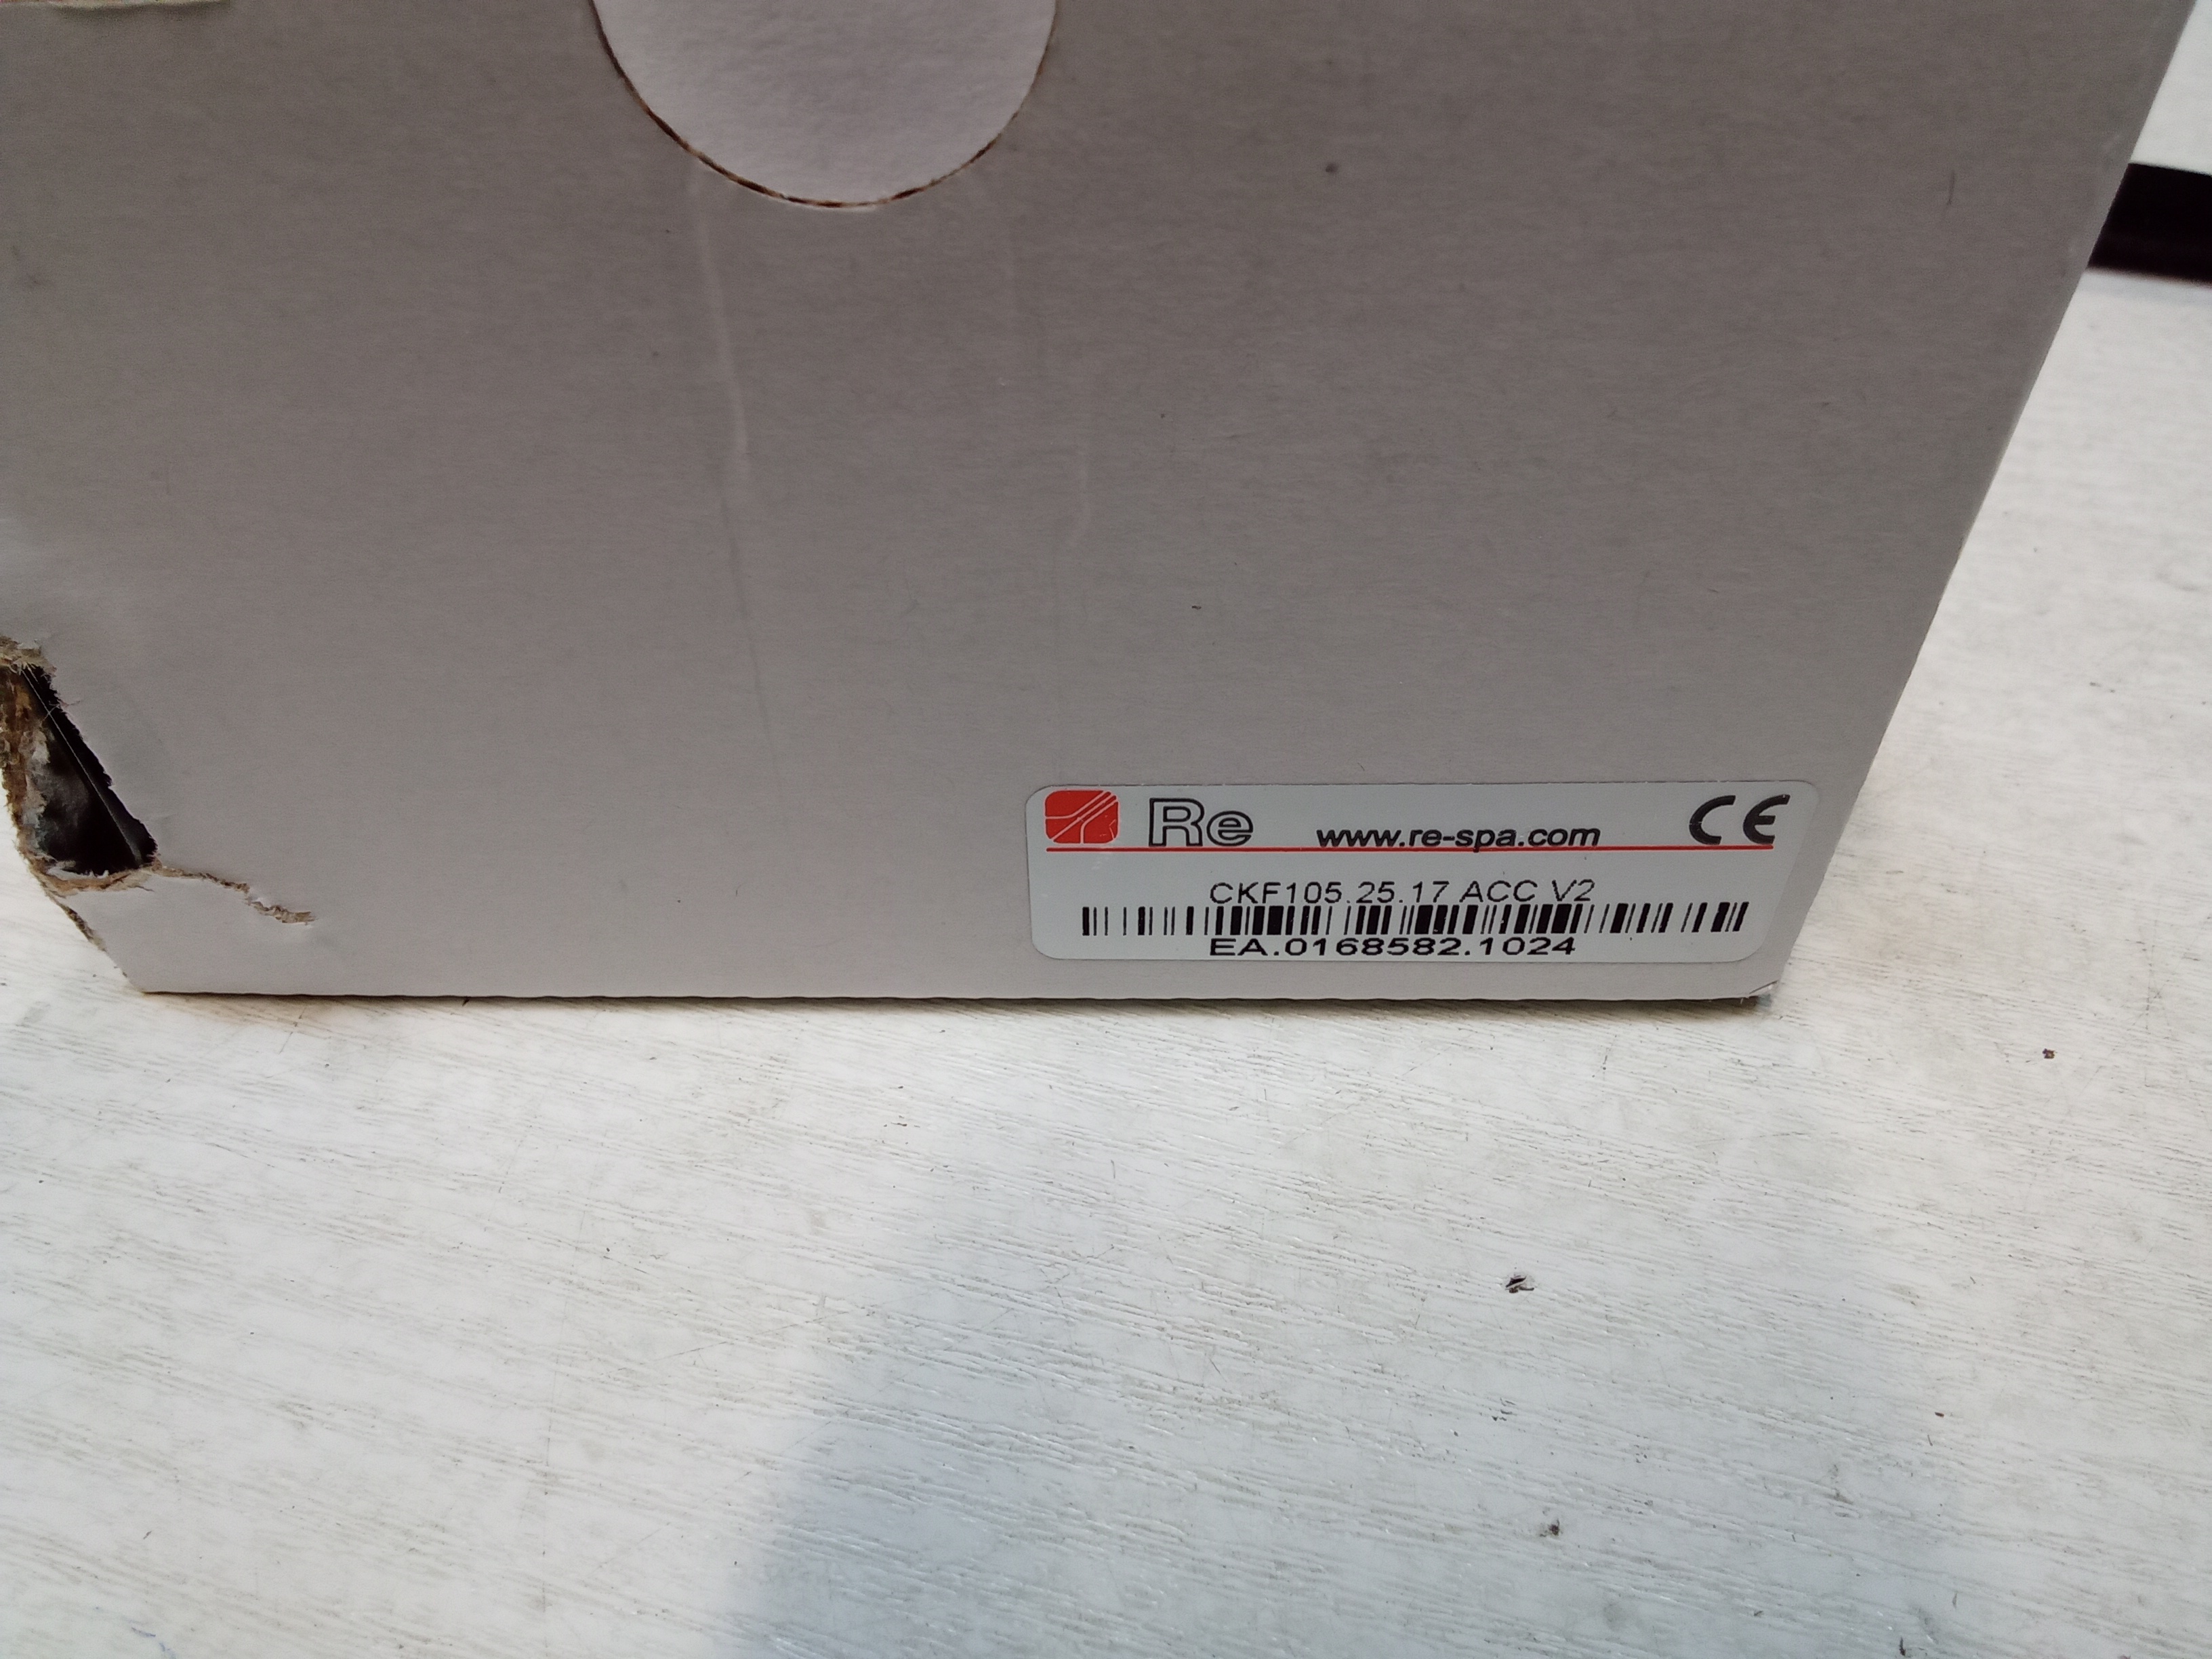 Re www.re-spa.com CE
CKF105.25.17 ACC V2
EA.0168582.1024